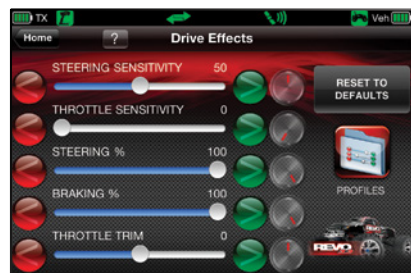 TX
Veh
Home
?
Drive Effects
STEERING SENSITIVITY 50
THROTTLE SENSITIVITY 0
STEERING % 100
BRAKING % 100
THROTTLE TRIM 0
RESET TO
DEFAULTS
PROFILES
REVO